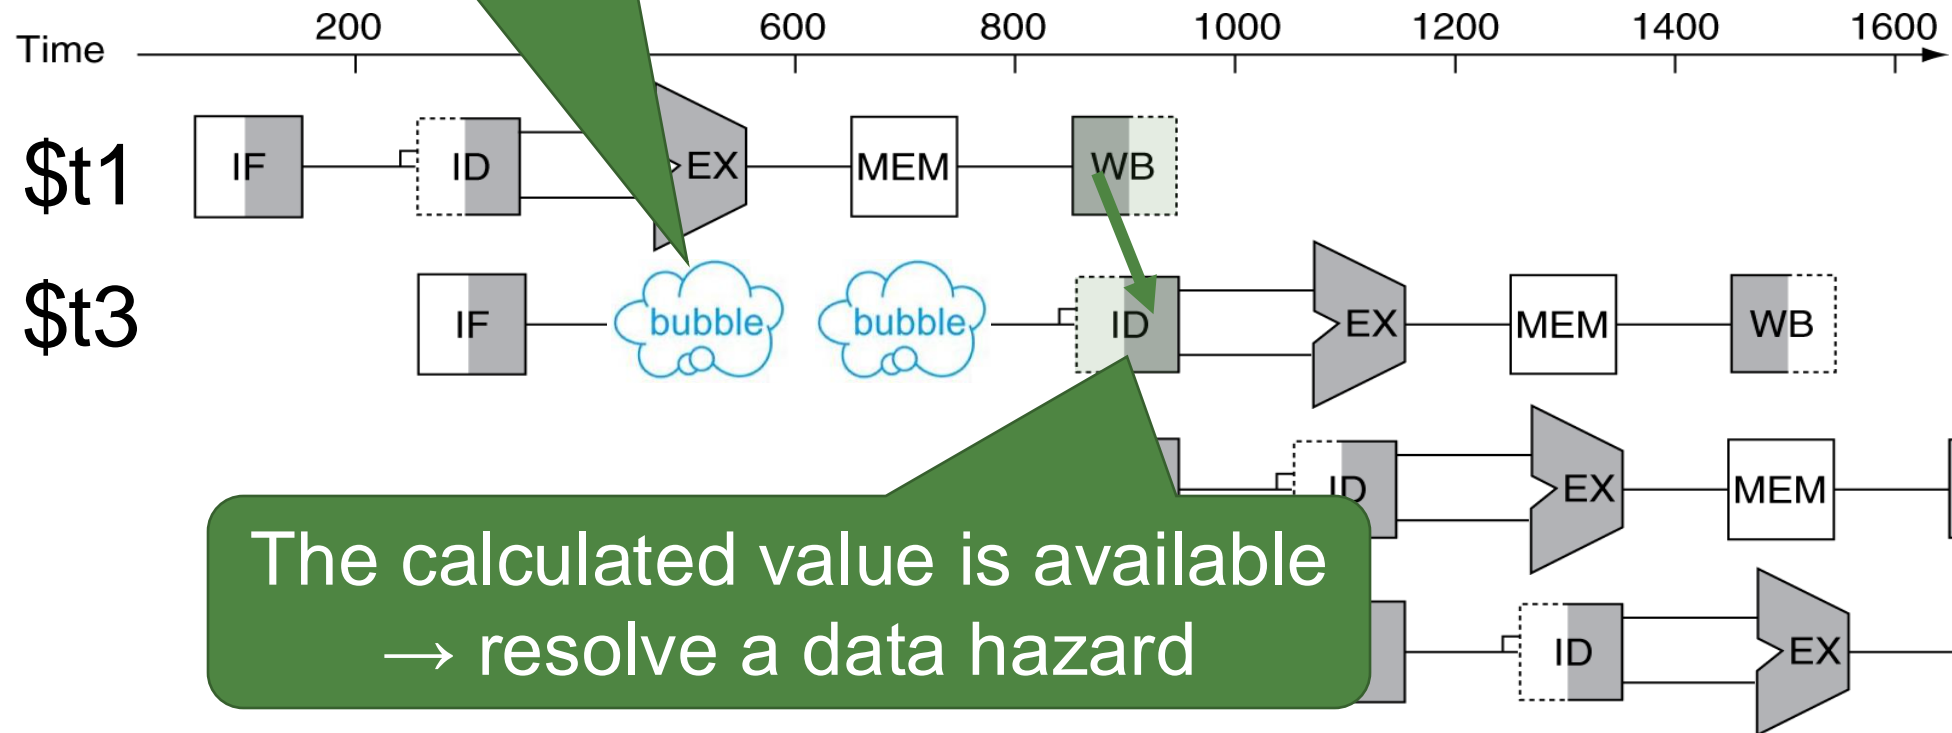 Time 200 600 800 1000 1200 1400 1600
$t1 IF ID EX MEM WB
$t3 IF bubble bubble ID EX MEM WB
ID EX MEM
The calculated value is available
→ resolve a data hazard
ID EX